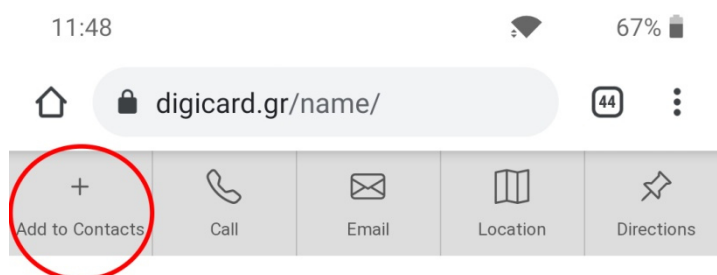 11:48 67%
digicard.gr/name/ 44
Add to Contacts Call Email Location Directions